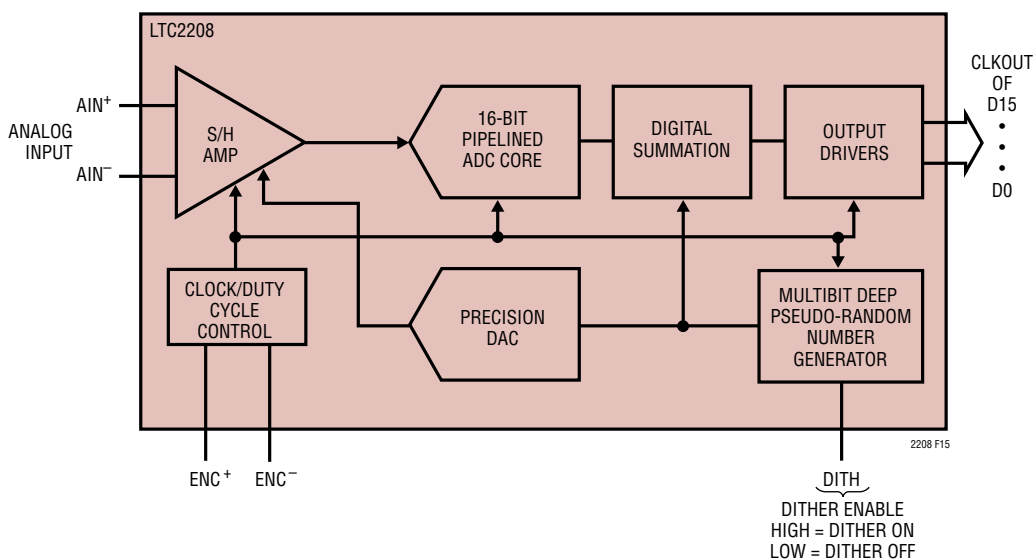 LTC2208
AIN+
ANALOG
INPUT
AIN−
S/H
AMP
16-BIT
PIPELINED
ADC CORE
DIGITAL
SUMMATION
OUTPUT
DRIVERS
CLKOUT
OF
D15
•
•
•
D0
CLOCK/DUTY
CYCLE
CONTROL
PRECISION
DAC
MULTIBIT DEEP
PSEUDO-RANDOM
NUMBER
GENERATOR
2208 F15
ENC+ ENC−
DITH
DITHER ENABLE
HIGH = DITHER ON
LOW = DITHER OFF